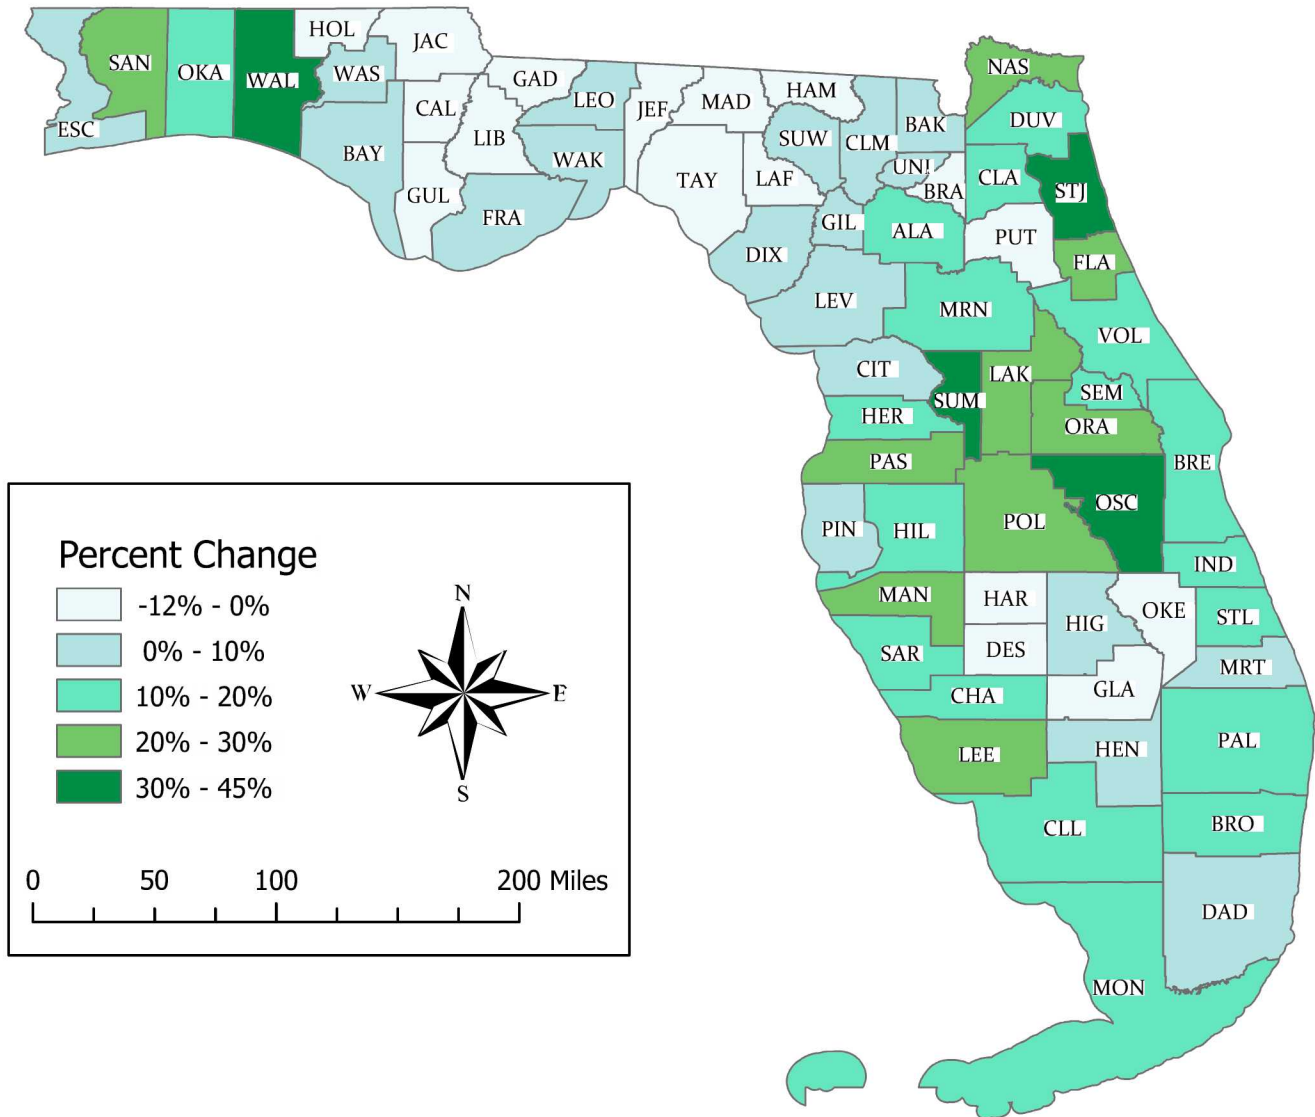 HOL
JAC
NAS
SAN
OKA
WAL
WAS
GAD
LEO
JEF
MAD
HAM
ESC
CAL
LIB
BAY
WAK
SUW
CLM
BAK
DUV
UNI
BRA
CLA
STJ
TAY
LAF
GUL
FRA
GIL
ALA
PUT
DIX
FLA
LEV
MRN
VOL
CIT
LAK
SEM
SUM
HER
ORA
PAS
BRE
OSC
PIN
HIL
POL
IND
MAN
HAR
HIG
OKE
STL
SAR
DES
MRT
CHA
GLA
LEE
HEN
PAL
CLL
BRO
DAD
MON
Percent Change
-12% - 0%
0% - 10%
10% - 20%
20% - 30%
30% - 45%
N
W
E
S
0 50 100 200 Miles